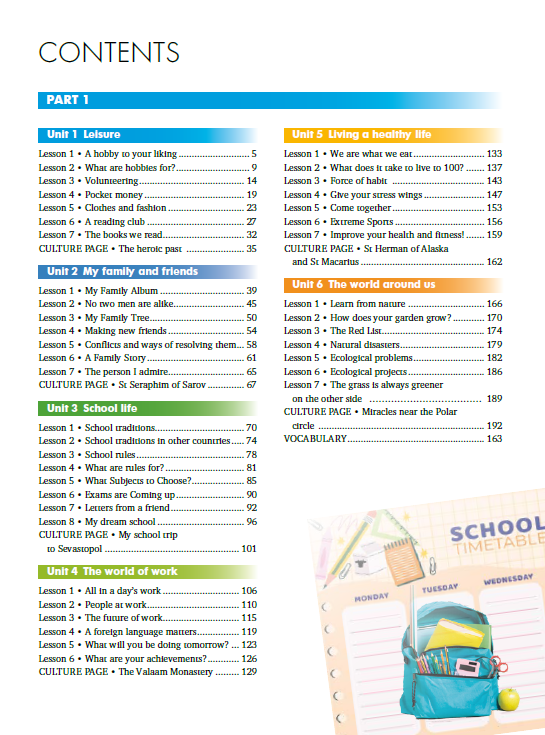 CONTENTS
PART 1
Unit 1 Leisure
Lesson 1 • A hobby to your liking ........................... 5
Lesson 2 • What are hobbies for? ............................ 9
Lesson 3 • Volunteering ........................................ 14
Lesson 4 • Pocket money ...................................... 19
Lesson 5 • Clothes and fashion ............................. 23
Lesson 6 • A reading club ..................................... 27
Lesson 7 • The books we read ............................... 32
CULTURE PAGE • The heroic past ...................... 35
Unit 2 My family and friends
Lesson 1 • My Family Album ................................ 39
Lesson 2 • No two men are alike........................... 45
Lesson 3 • My Family Tree.................................... 50
Lesson 4 • Making new friends ............................. 54
Lesson 5 • Conflicts and ways of resolving them... 58
Lesson 6 • A Family Story ..................................... 61
Lesson 7 • The person I admire............................. 65
CULTURE PAGE • St Seraphim of Sarov .............. 67
Unit 3 School life
Lesson 1 • School traditions.................................. 70
Lesson 2 • School traditions in other countries ..... 74
Lesson 3 • School rules ......................................... 78
Lesson 4 • What are rules for? .............................. 81
Lesson 5 • What Subjects to Choose?.................... 85
Lesson 6 • Exams are Coming up .......................... 90
Lesson 7 • Letters from a friend ............................ 92
Lesson 8 • My dream school ................................. 96
CULTURE PAGE • My school trip
to Sevastopol ................................................... 101
Unit 4 The world of work
Lesson 1 • All in a day's work .............................. 106
Lesson 2 • People at work.................................... 110
Lesson 3 • The future of work.............................. 115
Lesson 4 • A foreign language matters................ 119
Lesson 5 • What will you be doing tomorrow? ... 123
Lesson 6 • What are your achievements?............ 126
CULTURE PAGE • The Valaam Monastery ......... 129
Unit 5 Living a healthy life
Lesson 1 • We are what we eat ........................... 133
Lesson 2 • What does it take to live to 100? ....... 137
Lesson 3 • Force of habit .................................... 143
Lesson 4 • Give your stress wings ....................... 147
Lesson 5 • Come together ................................... 153
Lesson 6 • Extreme Sports .................................. 156
Lesson 7 • Improve your health and fitness! ....... 159
CULTURE PAGE • St Herman of Alaska
and St Macarius ............................................... 162
Unit 6 The world around us
Lesson 1 • Learn from nature ............................. 166
Lesson 2 • How does your garden grow? ............ 170
Lesson 3 • The Red List....................................... 174
Lesson 4 • Natural disasters................................ 179
Lesson 5 • Ecological problems........................... 182
Lesson 6 • Ecological projects............................. 186
Lesson 7 • The grass is always greener
on the other side ........................................... 189
CULTURE PAGE • Miracles near the Polar
circle ............................................................... 192
VOCABULARY.................................................... 163
SCHOOL
TIMETABLE
MONDAY
TUESDAY
WEDNESDAY